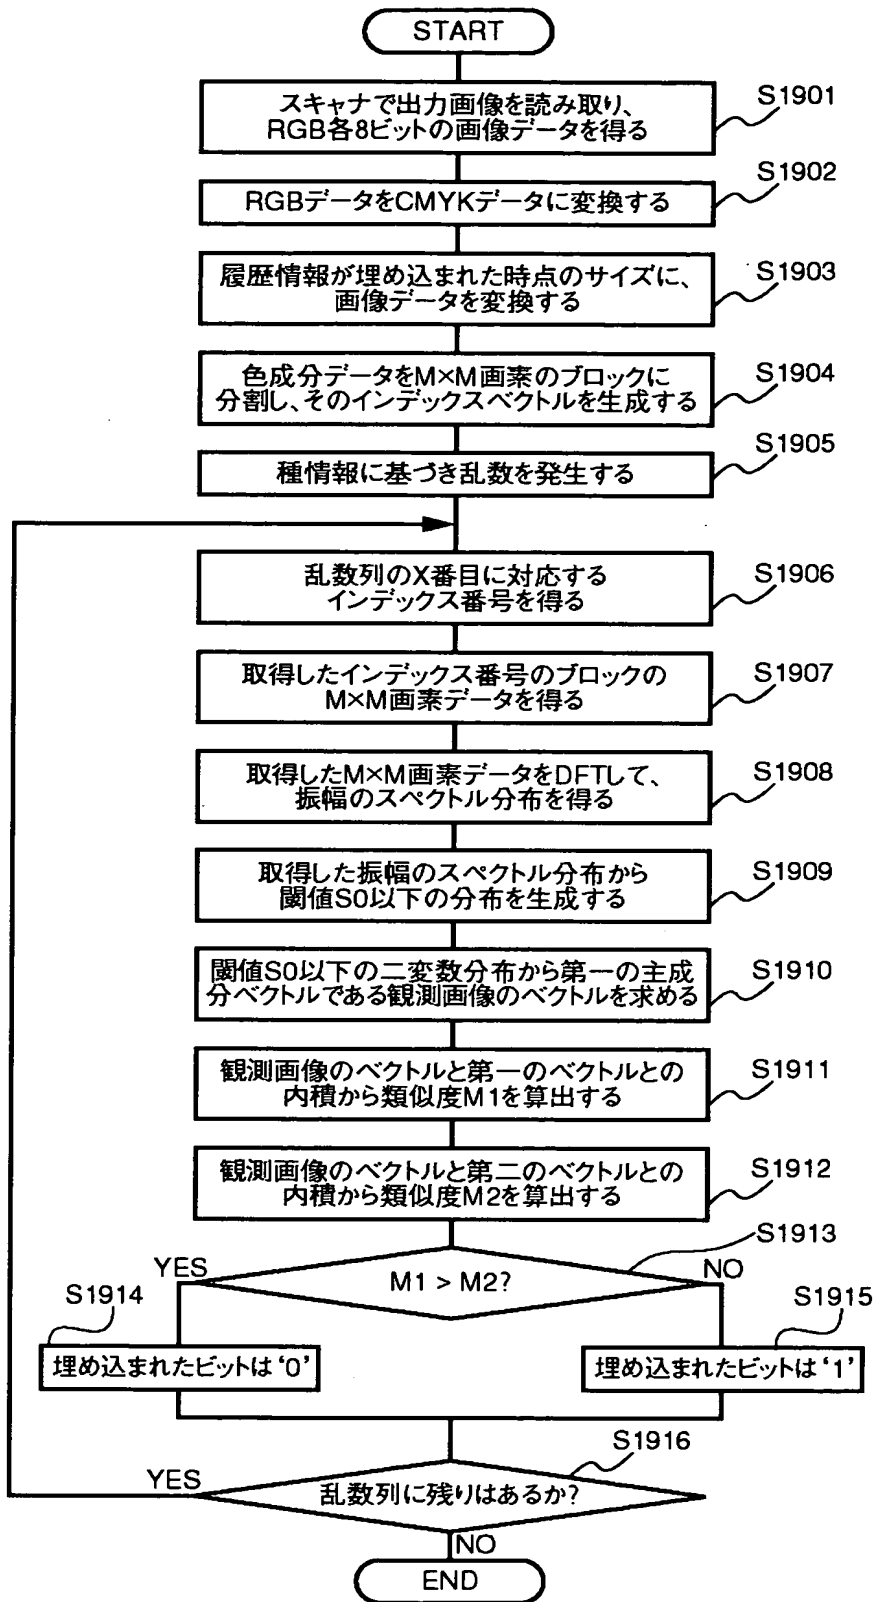 START
スキャナで出力画像を読み取り、
RGB各8ビットの画像データを得る
S1901
RGBデータをCMYKデータに変換する
S1902
履歴情報が埋め込まれた時点のサイズに、
画像データを変換する
S1903
色成分データをM×M画素のブロックに
分割し、そのインデックスベクトルを生成する
S1904
種情報に基づき乱数を発生する
S1905
乱数列のX番目に対応する
インデックス番号を得る
S1906
取得したインデックス番号のブロックの
M×M画素データを得る
S1907
取得したM×M画素データをDFTして、
振幅のスペクトル分布を得る
S1908
取得した振幅のスペクトル分布から
閾値S0以下の分布を生成する
S1909
閾値S0以下の二変数分布から第一の主成
分ベクトルである観測画像のベクトルを求める
S1910
観測画像のベクトルと第一のベクトルとの
内積から類似度M1を算出する
S1911
観測画像のベクトルと第二のベクトルとの
内積から類似度M2を算出する
S1912
S1913
YES
M1 > M2?
NO
S1914
埋め込まれたビットは‘0’
S1915
埋め込まれたビットは‘1’
S1916
YES
乱数列に残りはあるか?
NO
END